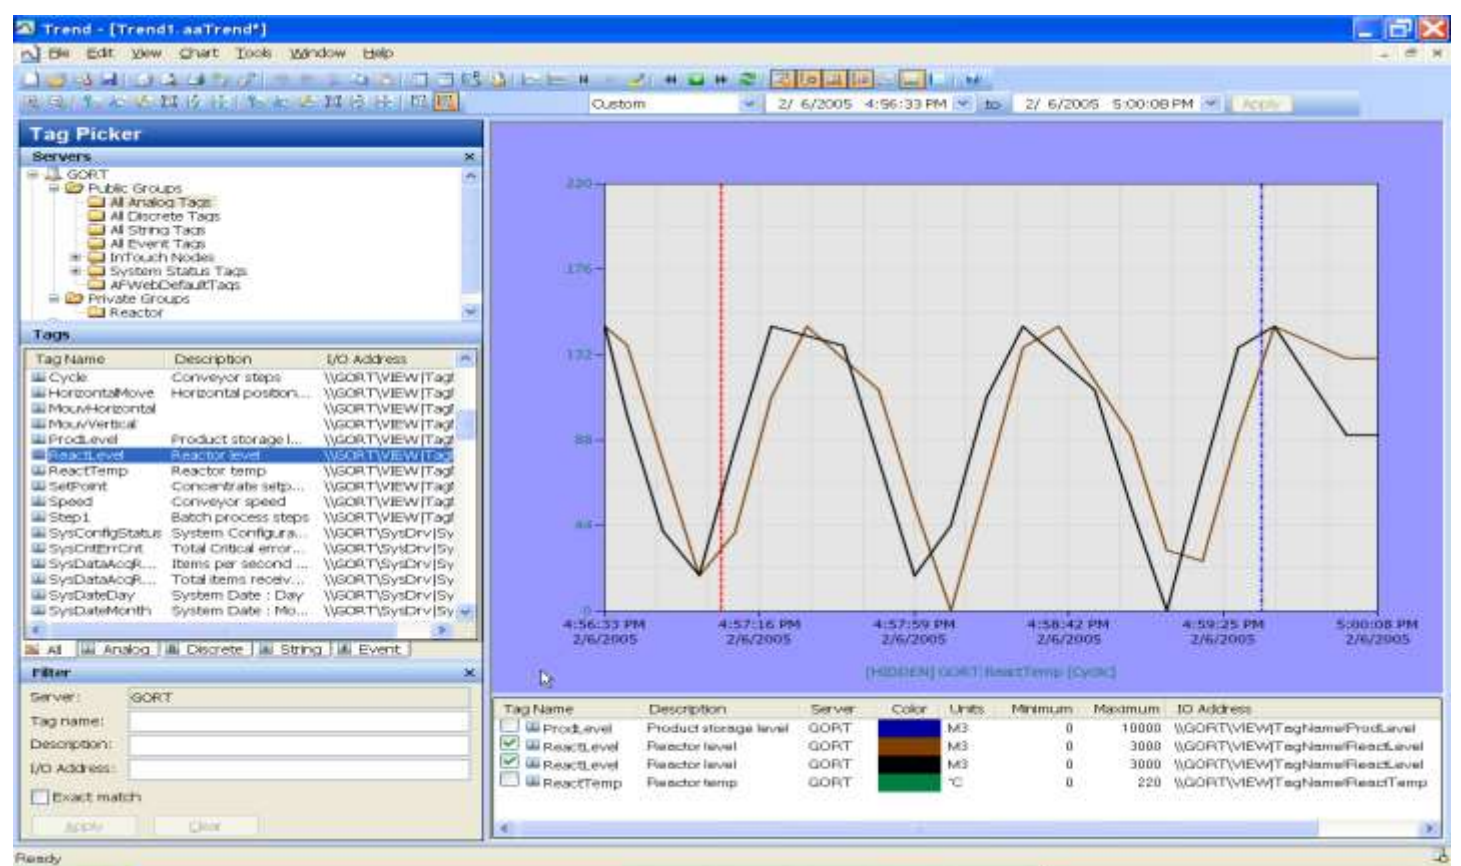 Trend - [Trend1.aaTrend*]
File Edit View Chart Tools Window Help
Custom 2/ 6/2005 4:56:33 PM to 2/ 6/2005 5:00:08 PM Apply
Tag Picker
Servers
GORT
Public Groups
All Analog Tags
All Discrete Tags
All String Tags
All Event Tags
InTouch Nodes
System Status Tags
AFWebDefaultTags
Private Groups
Reactor
Tags
Tag Name Description I/O Address
Cycle Conveyor steps \\GORT\VIEW|Tag
HorizontalMove Horizontal position... \\GORT\VIEW|Tag
MouvHorizontal \\GORT\VIEW|Tag
MouvVertical \\GORT\VIEW|Tag
ProdLevel Product storage l... \\GORT\VIEW|Tag
ReactLevel Reactor level \\GORT\VIEW|Tag
ReactTemp Reactor temp \\GORT\VIEW|Tag
SetPoint Concentrate setp... \\GORT\VIEW|Tag
Speed Conveyor speed \\GORT\VIEW|Tag
Step1 Batch process steps \\GORT\VIEW|Tag
SysConfigStatus System Configura... \\GORT\SysDrv|Sy
SysCritErrCnt Total Critical error... \\GORT\SysDrv|Sy
SysDataAcqR... Items per second ... \\GORT\SysDrv|Sy
SysDataAcqR... Total items receiv... \\GORT\SysDrv|Sy
SysDateDay System Date : Day \\GORT\SysDrv|Sy
SysDateMonth System Date : Mo... \\GORT\SysDrv|Sy
All Analog Discrete String Event
Filter
Server: GORT
Tag name:
Description:
I/O Address:
Exact match
Apply Clear
220
176
132
88
44
0
4:56:33 PM 4:57:16 PM 4:57:59 PM 4:58:42 PM 4:59:25 PM 5:00:08 PM
2/6/2005 2/6/2005 2/6/2005 2/6/2005 2/6/2005 2/6/2005
[HIDDEN] GORT ReactTemp [Cyclic]
Tag Name Description Server Color Units Minimum Maximum IO Address
ProdLevel Product storage level GORT M3 0 10000 \\GORT\VIEW|TagName!ProdLevel
ReactLevel Reactor level GORT M3 0 3000 \\GORT\VIEW|TagName!ReactLevel
ReactLevel Reactor level GORT M3 0 3000 \\GORT\VIEW|TagName!ReactLevel
ReactTemp Reactor temp GORT °C 0 220 \\GORT\VIEW|TagName!ReactTemp
Ready